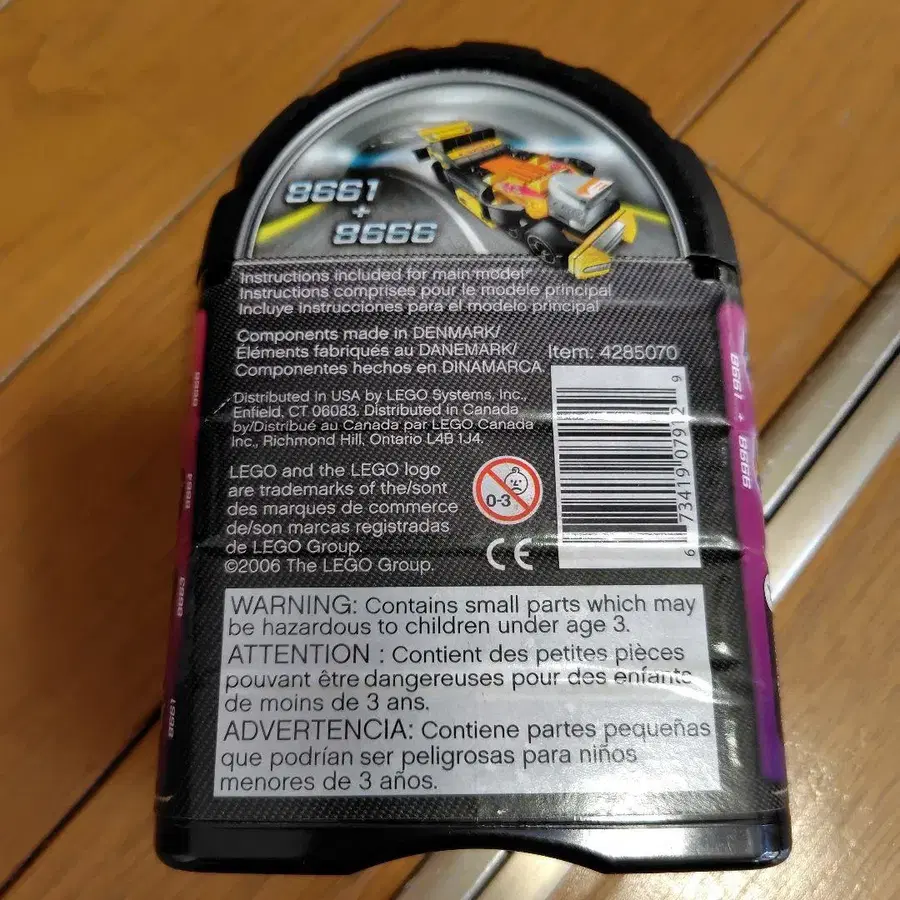 8661
+
8666
Instructions included for main model
Instructions comprises pour le modèle principal
Incluye instrucciones para el modelo principal
Components made in DENMARK/
Éléments fabriqués au DANEMARK/
Componentes hechos en DINAMARCA.
Item: 4285070
Distributed in USA by LEGO Systems, Inc.,
Enfield, CT 06083. Distributed in Canada
by/Distribué au Canada par LEGO Canada
Inc., Richmond Hill, Ontario L4B 1J4.
LEGO and the LEGO logo
are trademarks of the/sont
des marques de commerce
de/son marcas registradas
de LEGO Group.
©2006 The LEGO Group.
0-3
CE
6 73419 07912 9
WARNING: Contains small parts which may
be hazardous to children under age 3.
ATTENTION : Contient des petites pièces
pouvant être dangereuses pour des enfants
de moins de 3 ans.
ADVERTENCIA: Contiene partes pequeñas
que podrían ser peligrosas para niños
menores de 3 años.
8661 + 8666
8664
8661